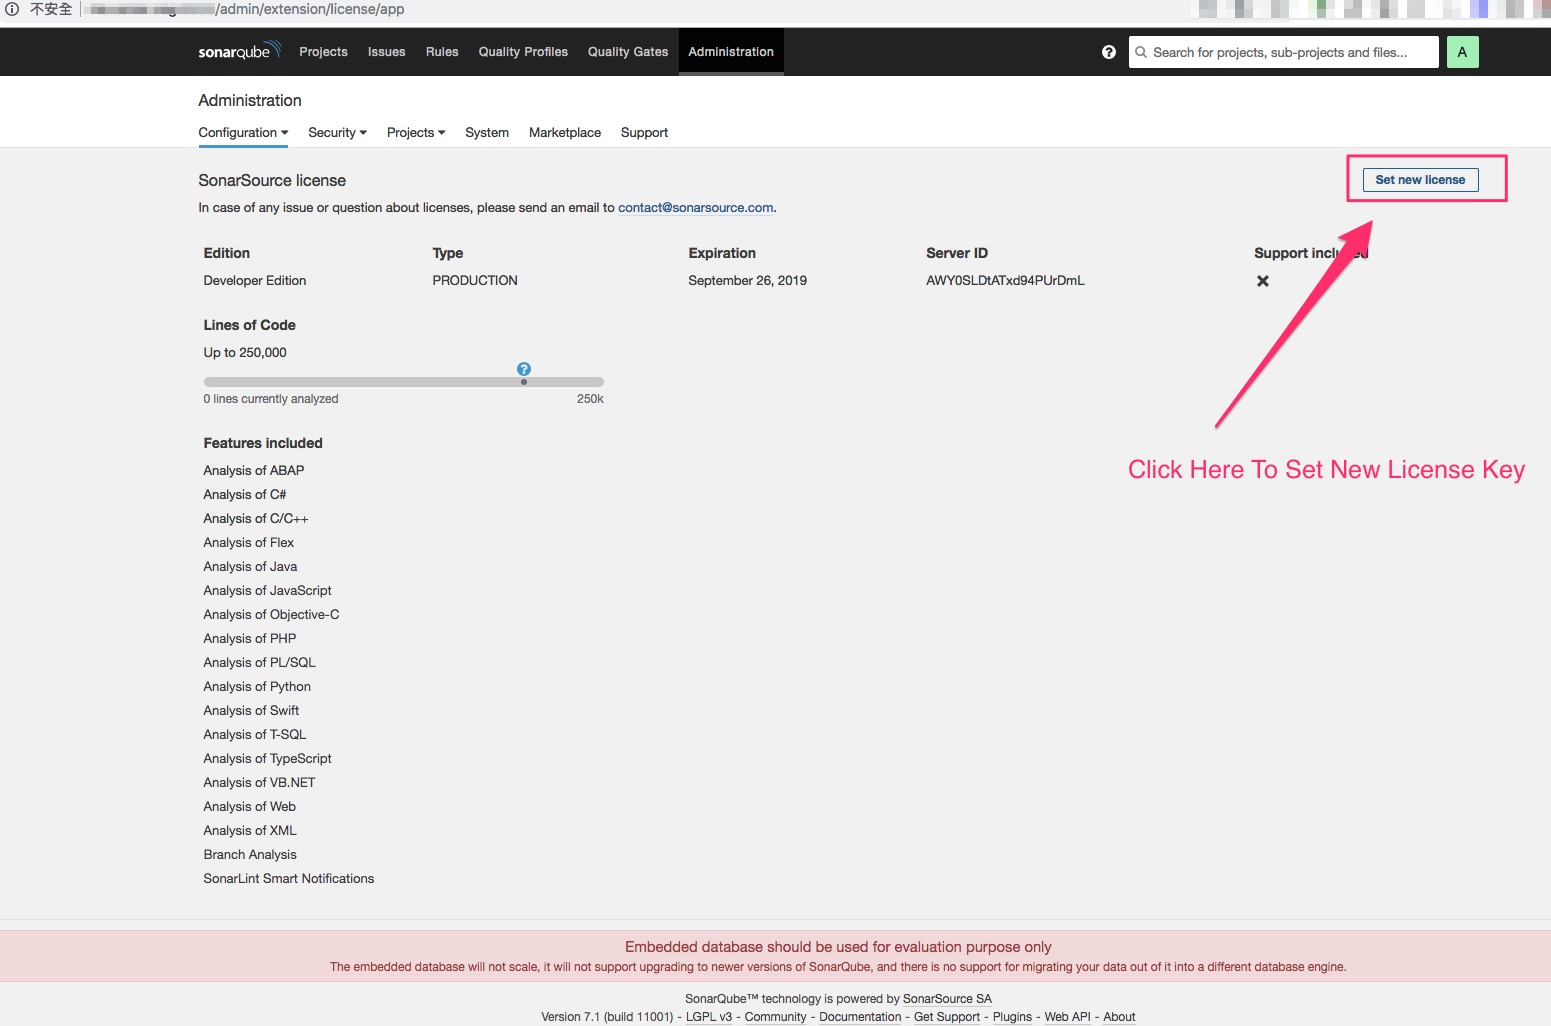 不安全 /admin/extension/license/app
sonarqube Projects Issues Rules Quality Profiles Quality Gates Administration Search for projects, sub-projects and files... A
Administration
Configuration Security Projects System Marketplace Support
SonarSource license
Set new license
In case of any issue or question about licenses, please send an email to contact@sonarsource.com.
Edition Type Expiration Server ID Support included
Developer Edition PRODUCTION September 26, 2019 AWY0SLDtATxd94PUrDmL
Lines of Code
Up to 250,000
0 lines currently analyzed 250k
Click Here To Set New License Key
Features included
Analysis of ABAP
Analysis of C#
Analysis of C/C++
Analysis of Flex
Analysis of Java
Analysis of JavaScript
Analysis of Objective-C
Analysis of PHP
Analysis of PL/SQL
Analysis of Python
Analysis of Swift
Analysis of T-SQL
Analysis of TypeScript
Analysis of VB.NET
Analysis of Web
Analysis of XML
Branch Analysis
SonarLint Smart Notifications
Embedded database should be used for evaluation purpose only
The embedded database will not scale, it will not support upgrading to newer versions of SonarQube, and there is no support for migrating your data out of it into a different database engine.
SonarQube™ technology is powered by SonarSource SA
Version 7.1 (build 11001) - LGPL v3 - Community - Documentation - Get Support - Plugins - Web API - About